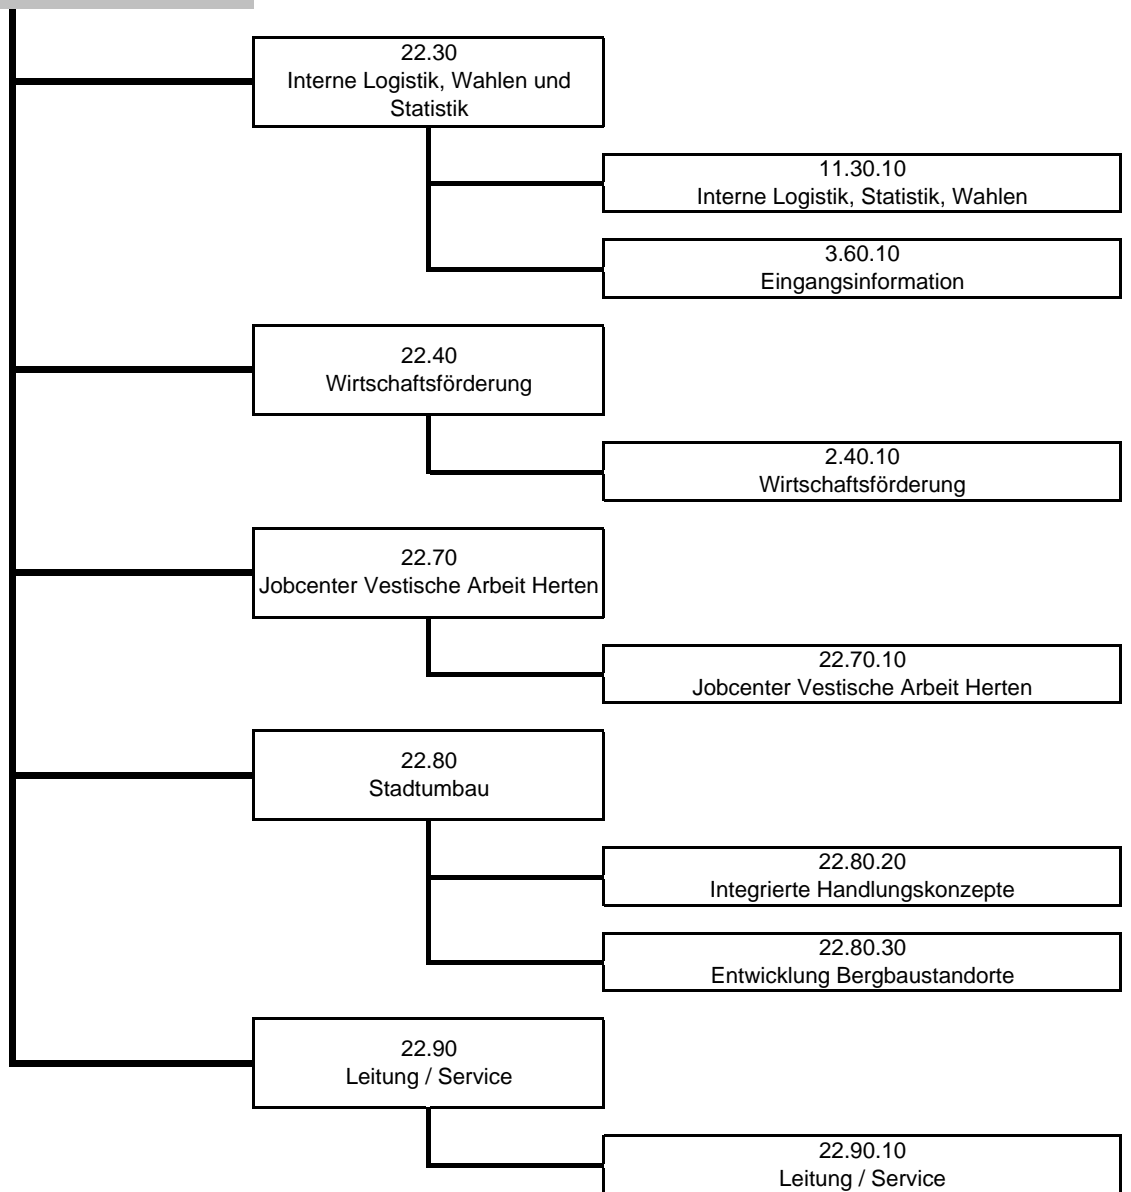 22.30
Interne Logistik, Wahlen und
Statistik
11.30.10
Interne Logistik, Statistik, Wahlen
3.60.10
Eingangsinformation
22.40
Wirtschaftsförderung
2.40.10
Wirtschaftsförderung
22.70
Jobcenter Vestische Arbeit Herten
22.70.10
Jobcenter Vestische Arbeit Herten
22.80
Stadtumbau
22.80.20
Integrierte Handlungskonzepte
22.80.30
Entwicklung Bergbaustandorte
22.90
Leitung / Service
22.90.10
Leitung / Service